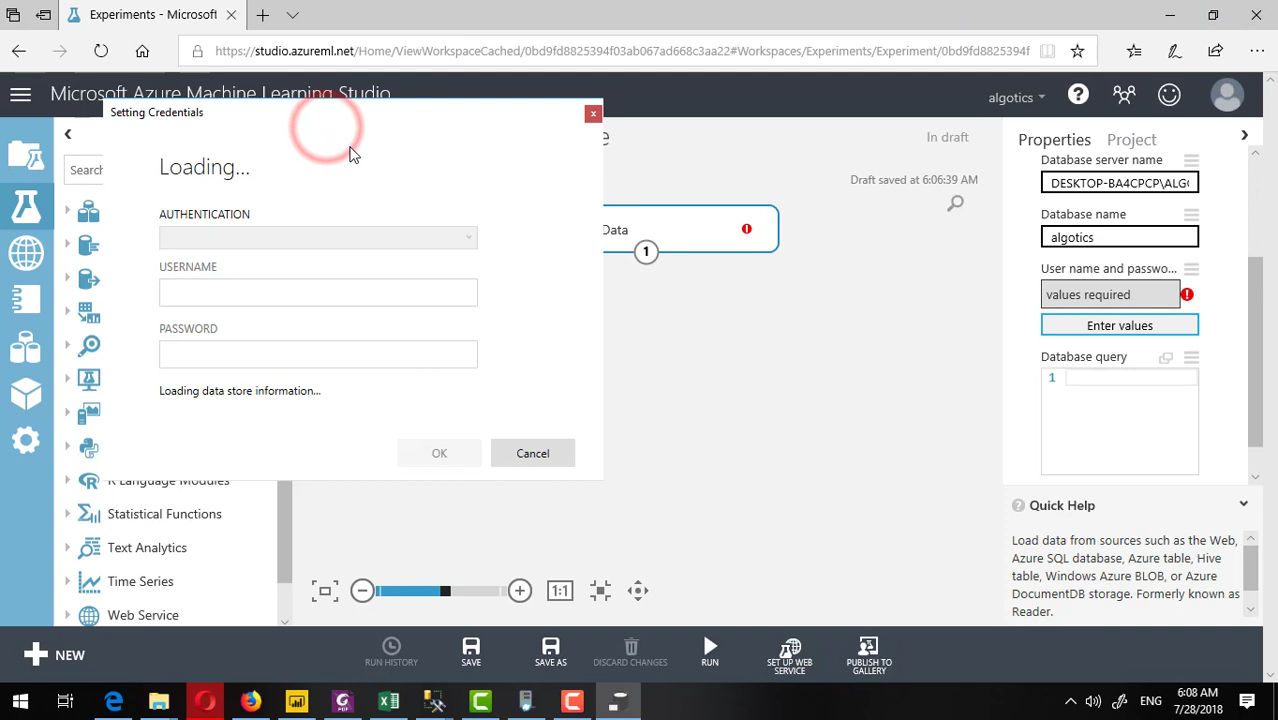 Experiments - Microsoft
https://studio.azureml.net/Home/ViewWorkspaceCached/0bd9fd8825394f03ab067ad668c3aa22#Workspaces/Experiments/Experiment/0bd9fd8825394f
Microsoft Azure Machine Learning Studio
algotics
Setting Credentials
Loading...
AUTHENTICATION
USERNAME
PASSWORD
Loading data store information...
OK
Cancel
Search
In draft
Draft saved at 6:06:39 AM
Data
1
Properties
Project
Database server name
DESKTOP-BA4CPCP\ALG
Database name
algotics
User name and passwo...
values required
Enter values
Database query
1
Quick Help
Load data from sources such as the Web,
Azure SQL database, Azure table, Hive
table, Windows Azure BLOB, or Azure
DocumentDB storage. Formerly known as
Reader.
R Language Modules
Statistical Functions
Text Analytics
Time Series
Web Service
1:1
NEW
RUN HISTORY
SAVE
SAVE AS
DISCARD CHANGES
RUN
SET UP WEB
SERVICE
PUBLISH TO
GALLERY
PDF
ENG
6:08 AM
7/28/2018